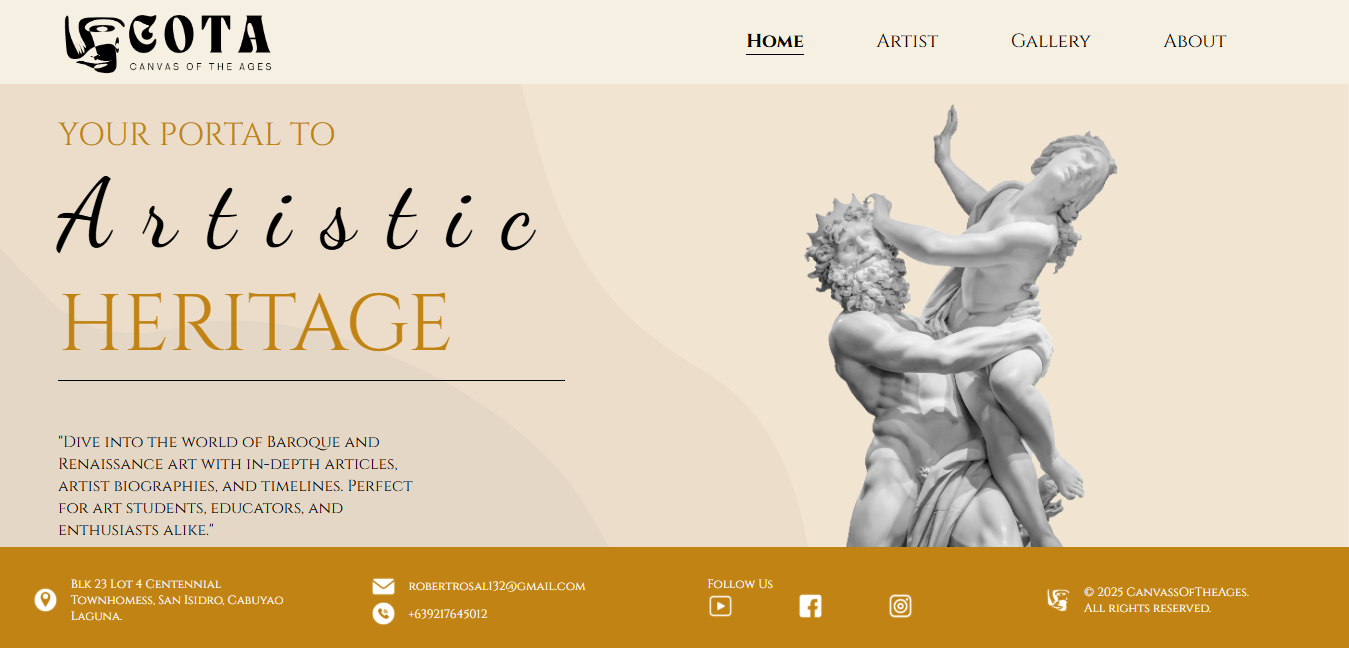 COTA
CANVAS OF THE AGES
Home
Artist
Gallery
About
YOUR PORTAL TO
Artistic
HERITAGE
"Dive into the world of Baroque and
Renaissance art with in-depth articles,
artist biographies, and timelines. Perfect
for art students, educators, and
enthusiasts alike."
Blk 23 Lot 4 Centennial
Townhomess, San Isidro, Cabuyao
Laguna.
robertrosal132@gmail.com
+639217645012
Follow Us
© 2025 CanvassOfTheAges.
All rights reserved.